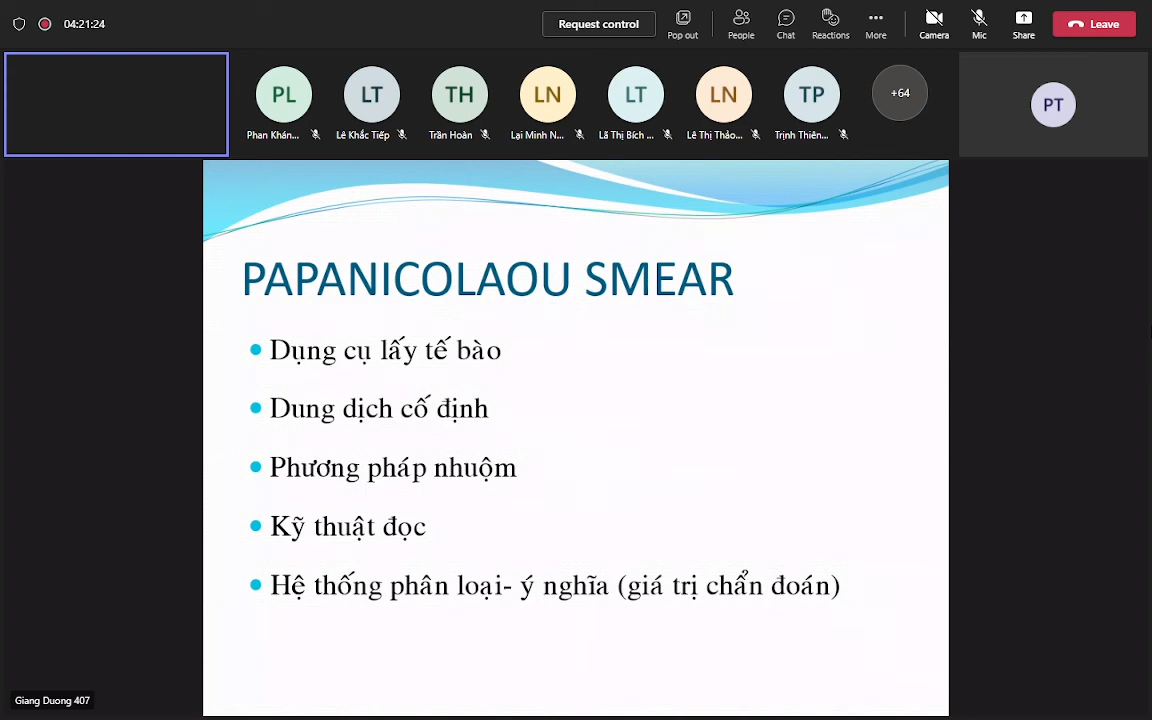 04:21:24
Request control
Pop out
People
Chat
Reactions
More
Camera
Mic
Share
Leave
PL
LT
TH
LN
LT
LN
TP
+64
PT
Phan Khán...
Lê Khắc Tiếp
Trần Hoàn
Lại Minh N...
Lã Thị Bích ...
Lê Thị Thảo...
Trịnh Thiên...
PAPANICOLAOU SMEAR
• Dụng cụ lấy tế bào
• Dung dịch cố định
• Phương pháp nhuộm
• Kỹ thuật đọc
• Hệ thống phân loại- ý nghĩa (giá trị chẩn đoán)
Giang Duong 407